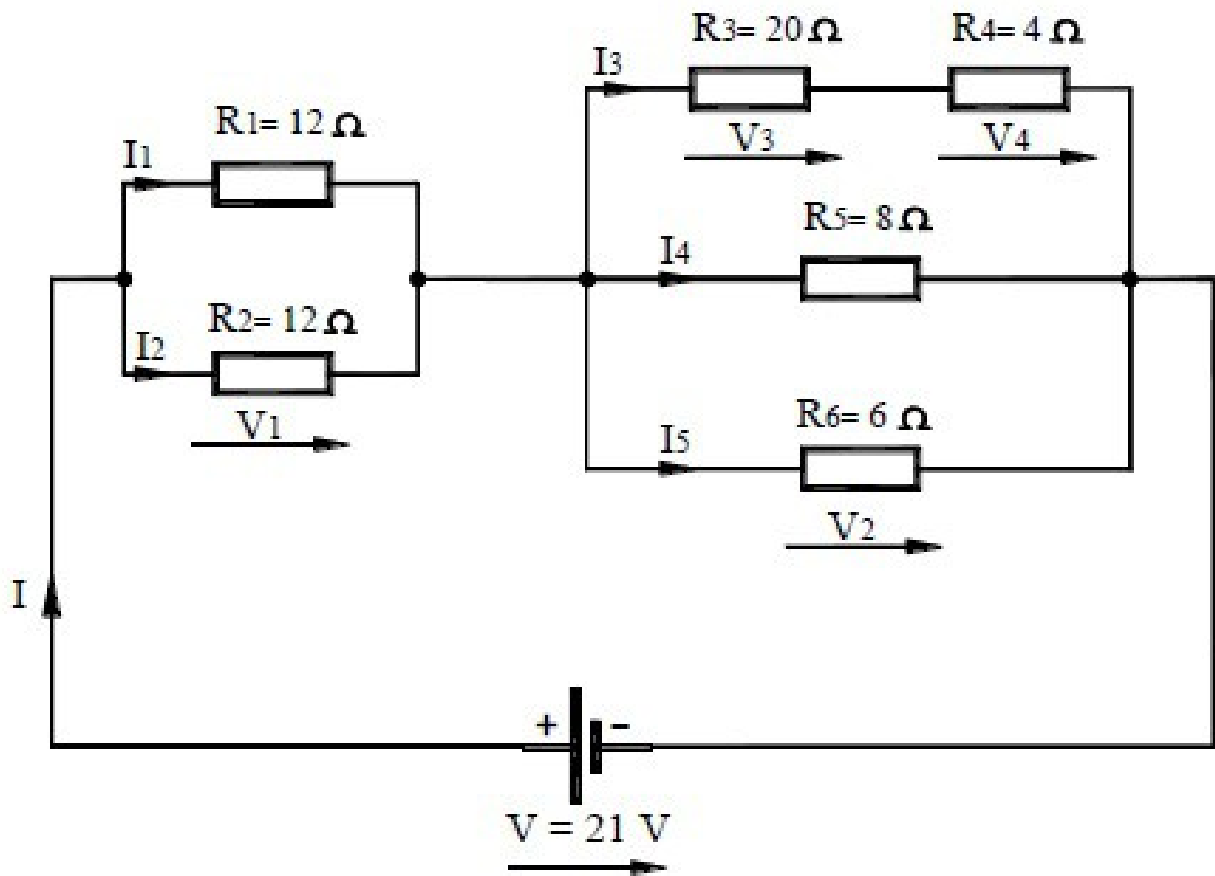 R3= 20 Ω
R4= 4 Ω
I3
R1= 12 Ω
V3
V4
I1
R5= 8 Ω
I4
R2= 12 Ω
I2
V1
R6= 6 Ω
I5
V2
I
+ -
V = 21 V